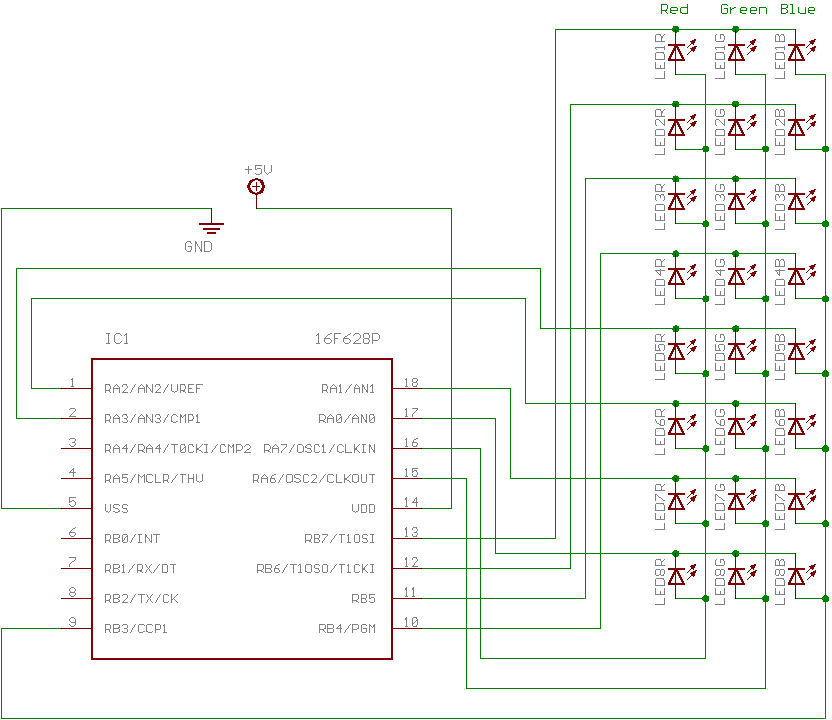 Red Green Blue
LED1R LED1G LED1B
LED2R LED2G LED2B
+5V
LED3R LED3G LED3B
GND
LED4R LED4G LED4B
IC1 16F628P
LED5R LED5G LED5B
1 RA2/AN2/VREF RA1/AN1 18
2 RA3/AN3/CMP1 RA0/AN0 17
LED6R LED6G LED6B
3 RA4/RA4/T0CKI/CMP2 RA7/OSC1/CLKIN 16
4 RA5/MCLR/THV RA6/OSC2/CLKOUT 15
LED7R LED7G LED7B
5 VSS VDD 14
6 RB0/INT RB7/T1OSI 13
7 RB1/RX/DT RB6/T1OSO/T1CKI 12
LED8R LED8G LED8B
8 RB2/TX/CK RB5 11
9 RB3/CCP1 RB4/PGM 10